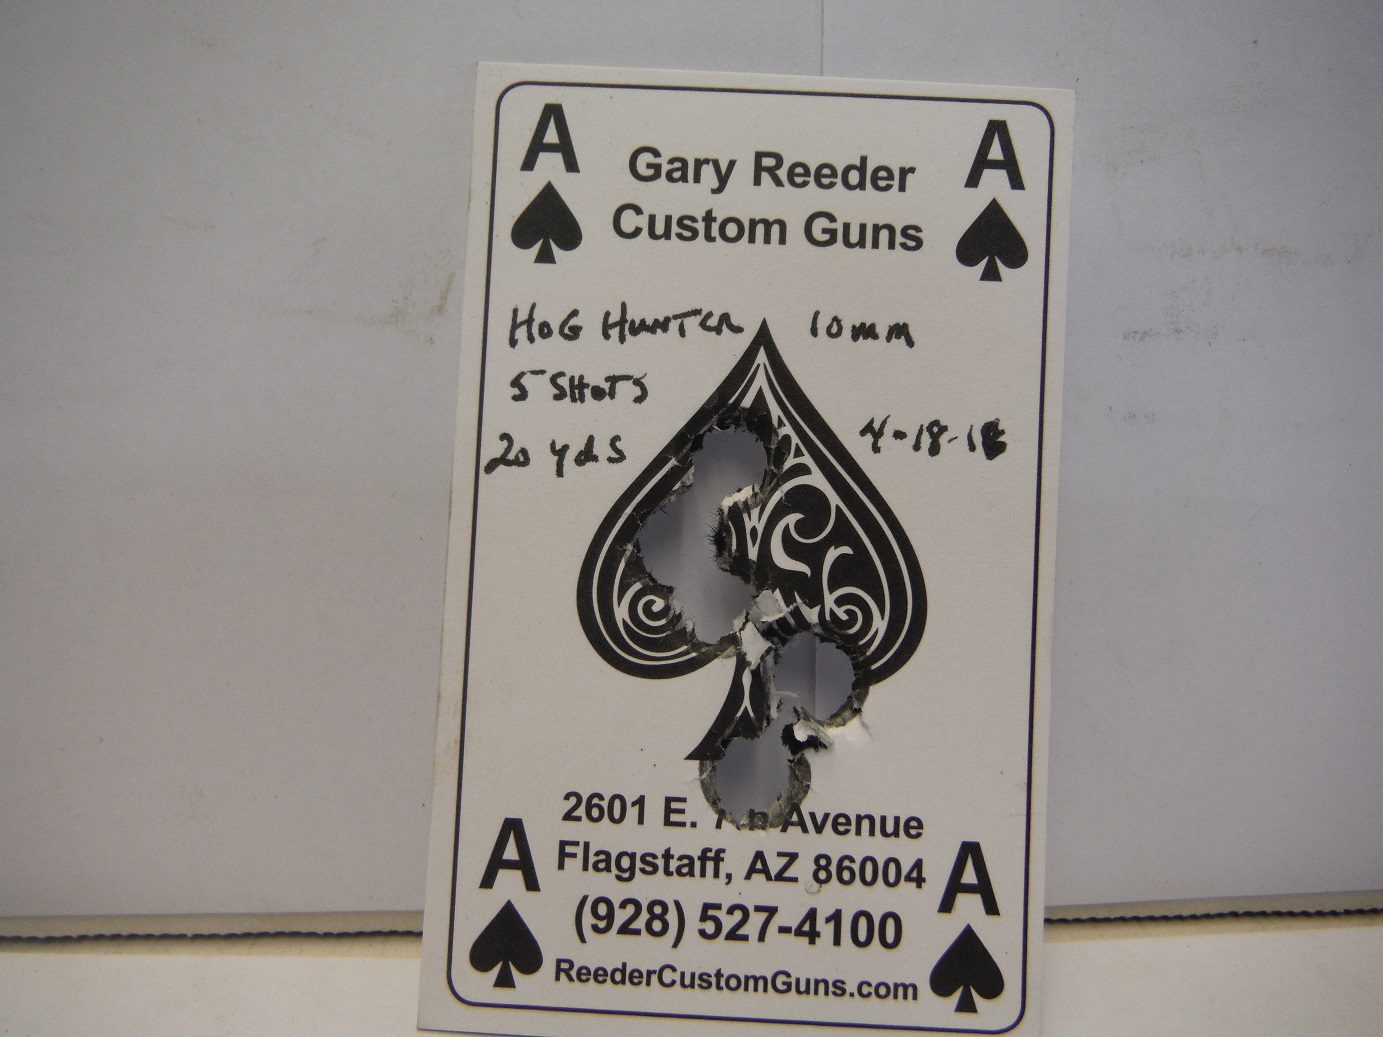 A A
Gary Reeder
Custom Guns
HOG HUNTER 10mm
5 SHOTS
20 yds 4-18-18
2601 E. Avenue
Flagstaff, AZ 86004
A A
(928) 527-4100
ReederCustomGuns.com